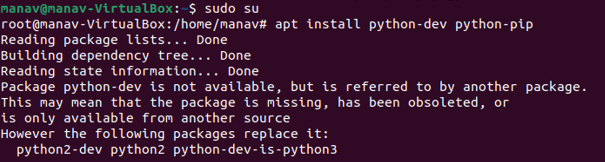 manav@manav-VirtualBox:~$ sudo su
root@manav-VirtualBox:/home/manav# apt install python-dev python-pip
Reading package lists... Done
Building dependency tree... Done
Reading state information... Done
Package python-dev is not available, but is referred to by another package.
This may mean that the package is missing, has been obsoleted, or
is only available from another source
However the following packages replace it:
  python2-dev python2 python-dev-is-python3